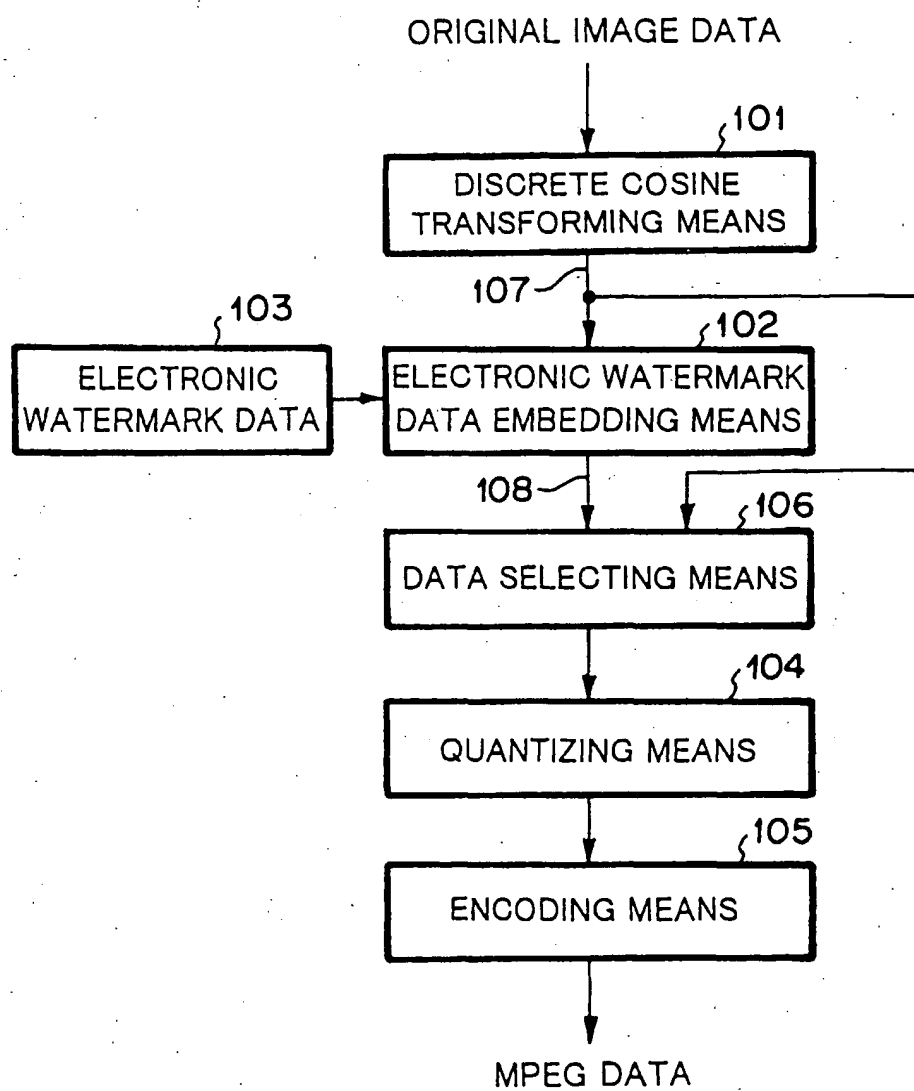 ORIGINAL IMAGE DATA
101
DISCRETE COSINE
TRANSFORMING MEANS
107
103
102
ELECTRONIC
WATERMARK DATA
ELECTRONIC WATERMARK
DATA EMBEDDING MEANS
108
106
DATA SELECTING MEANS
104
QUANTIZING MEANS
105
ENCODING MEANS
MPEG DATA